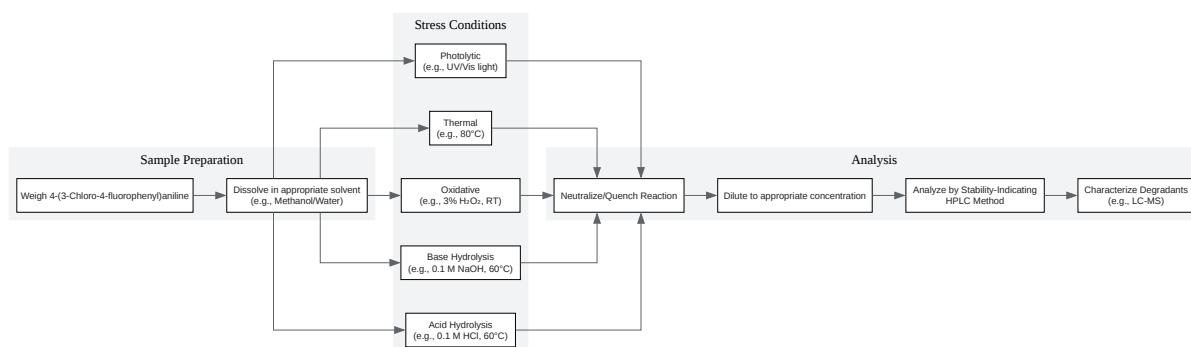 Stress Conditions
Photolytic
(e.g., UV/Vis light)
Thermal
(e.g., 80°C)
Sample Preparation
Analysis
Weigh 4-(3-Chloro-4-fluorophenyl)aniline
Dissolve in appropriate solvent
(e.g., Methanol/Water)
Oxidative
(e.g., 3% H₂O₂, RT)
Neutralize/Quench Reaction
Dilute to appropriate concentration
Analyze by Stability-Indicating
HPLC Method
Characterize Degradants
(e.g., LC-MS)
Base Hydrolysis
(e.g., 0.1 M NaOH, 60°C)
Acid Hydrolysis
(e.g., 0.1 M HCl, 60°C)